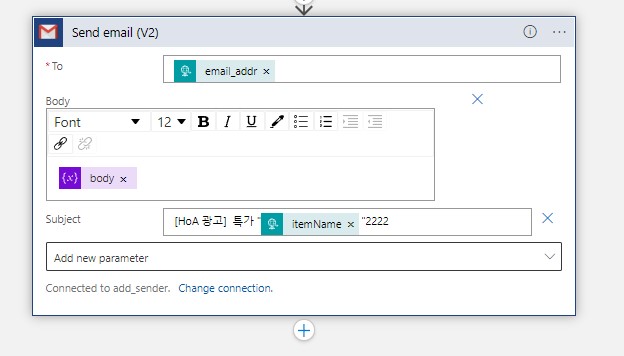 Send email (V2)
* To
email_addr ×
Body
Font 12 B I U
{x} body ×
Subject
[HoA 광고] 특가 "itemName × "2222
Add new parameter
Connected to add_sender. Change connection.